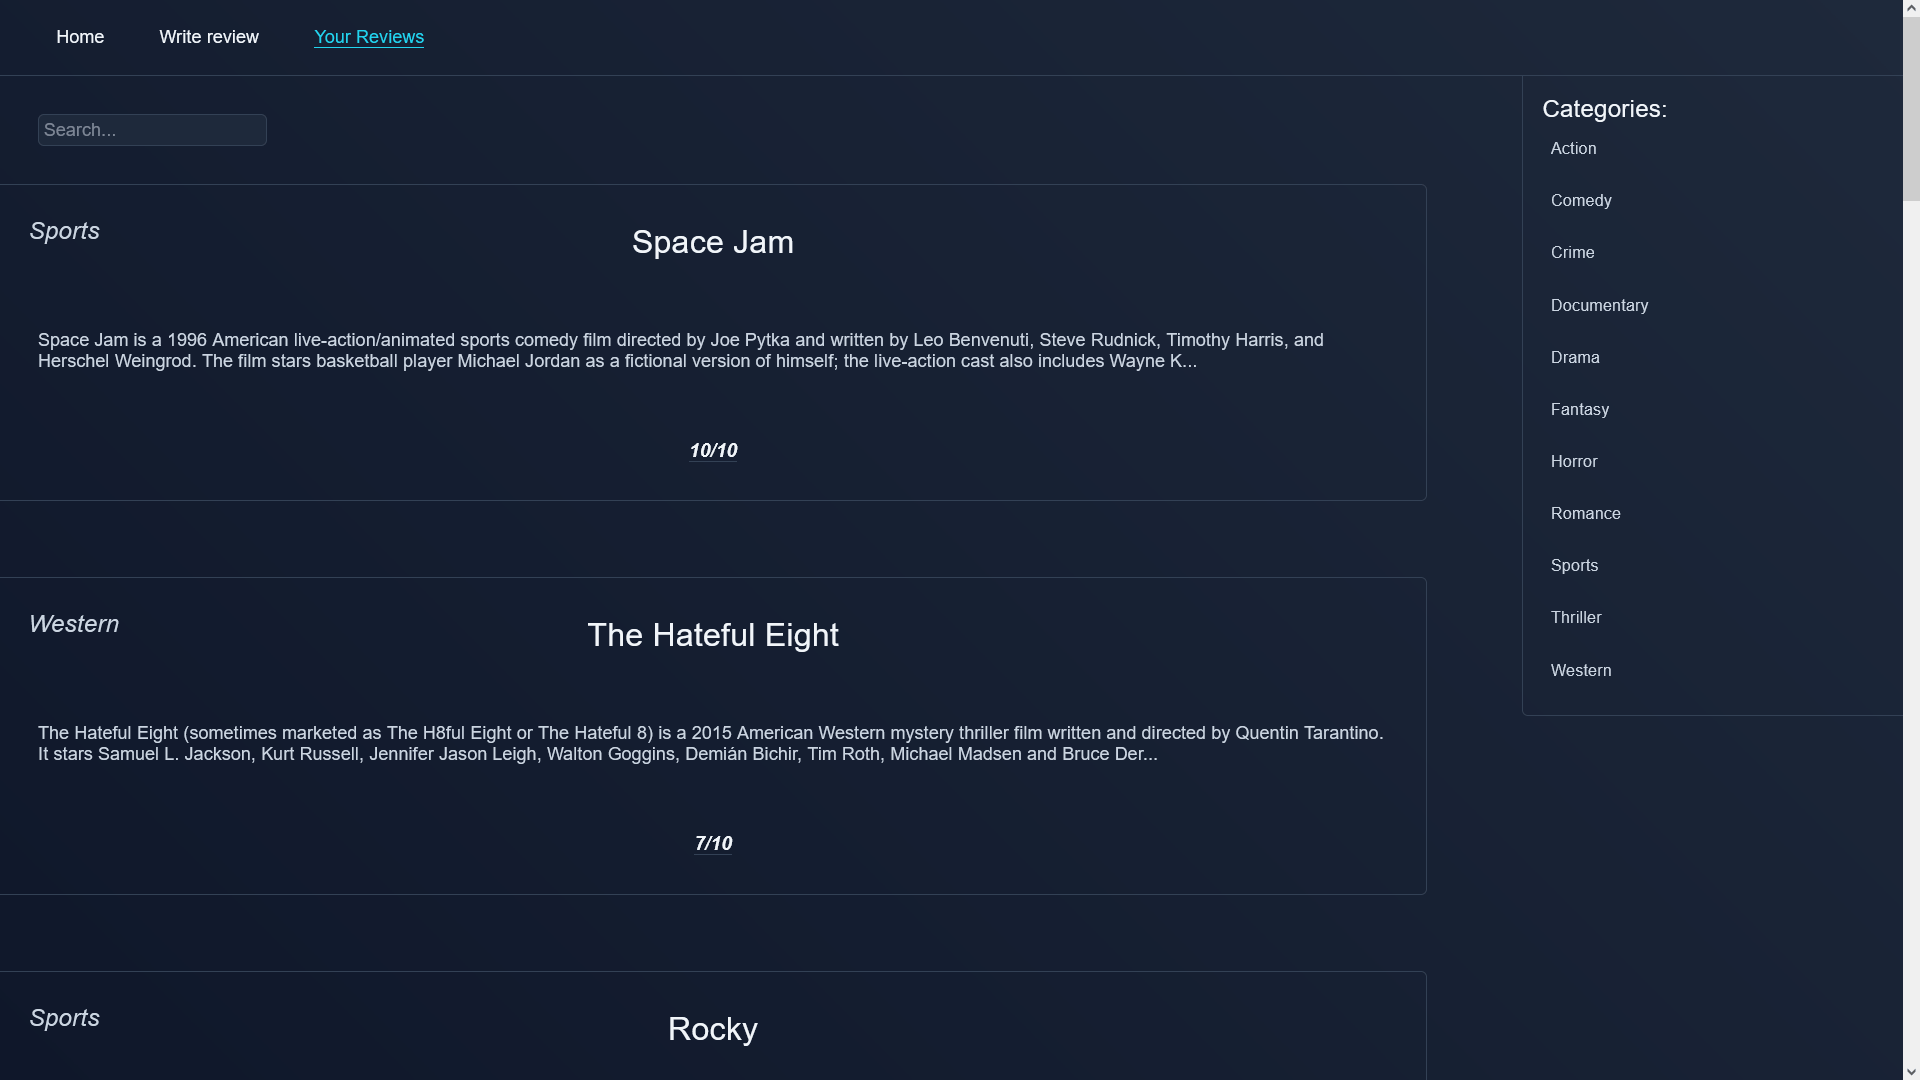 Home Write review Your Reviews
Search...
Sports
Space Jam
Space Jam is a 1996 American live-action/animated sports comedy film directed by Joe Pytka and written by Leo Benvenuti, Steve Rudnick, Timothy Harris, and
Herschel Weingrod. The film stars basketball player Michael Jordan as a fictional version of himself; the live-action cast also includes Wayne K...
10/10
Western
The Hateful Eight
The Hateful Eight (sometimes marketed as The H8ful Eight or The Hateful 8) is a 2015 American Western mystery thriller film written and directed by Quentin Tarantino.
It stars Samuel L. Jackson, Kurt Russell, Jennifer Jason Leigh, Walton Goggins, Demián Bichir, Tim Roth, Michael Madsen and Bruce Der...
7/10
Sports
Rocky
Categories:
Action
Comedy
Crime
Documentary
Drama
Fantasy
Horror
Romance
Sports
Thriller
Western